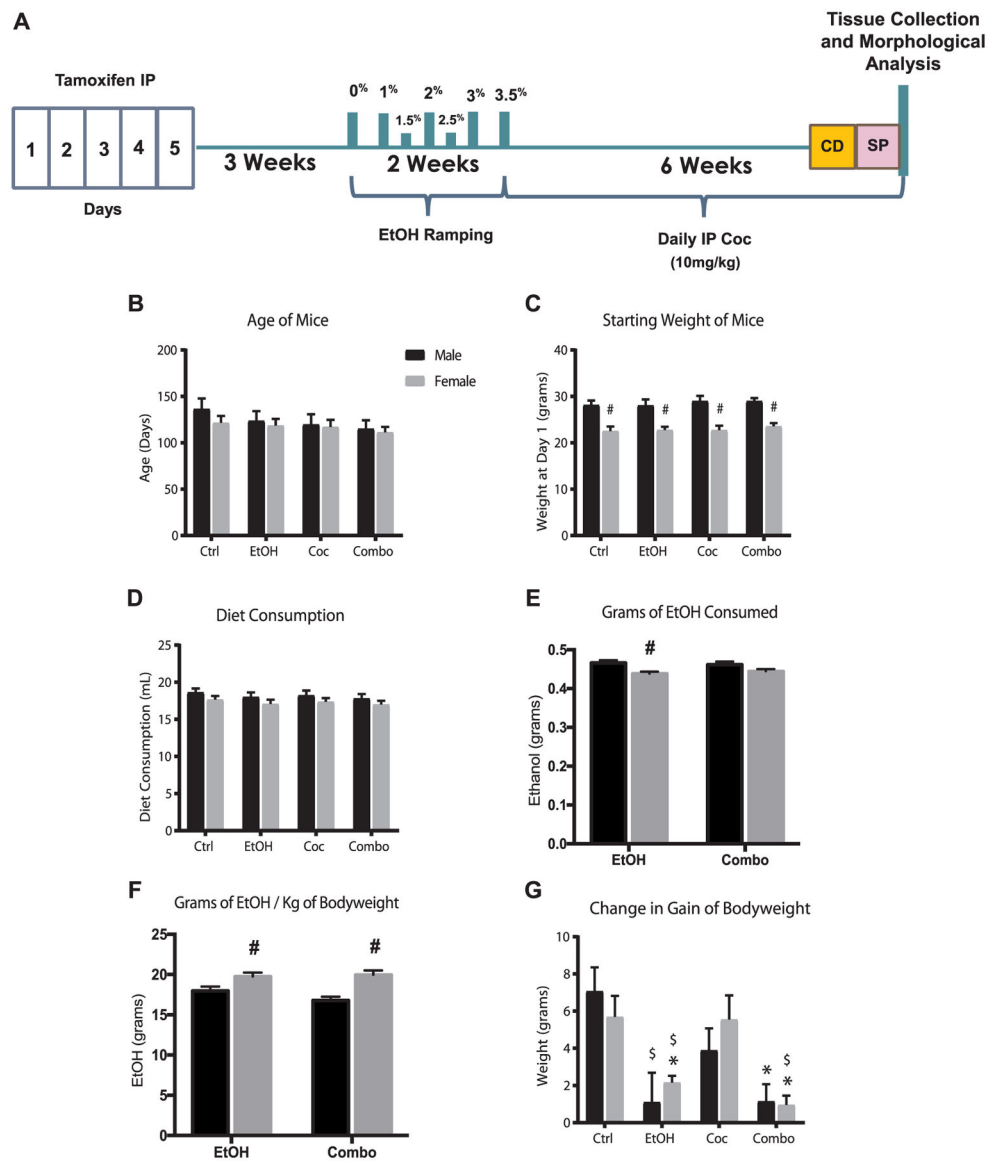 A
Tissue Collection
and Morphological
Analysis
Tamoxifen IP
0% 1% 2% 3% 3.5%
1.5% 2.5%
1 2 3 4 5
CD SP
3 Weeks 2 Weeks 6 Weeks
Days
EtOH Ramping
Daily IP Coc
(10mg/kg)
B
Age of Mice
Age (Days)
200
150
100
50
0
Ctrl EtOH Coc Combo
Male
Female
C
Starting Weight of Mice
Weight at Day 1 (grams)
40
30
20
10
0
# # # #
Ctrl EtOH Coc Combo
D
Diet Consumption
Diet Consumption (mL)
25
20
15
10
5
0
Ctrl EtOH Coc Combo
E
Grams of EtOH Consumed
Ethanol (grams)
0.5
0.4
0.3
0.2
0.2
0.1
0.0
#
EtOH Combo
F
Grams of EtOH / Kg of Bodyweight
EtOH (grams)
25
20
15
10
5
0
# #
EtOH Combo
G
Change in Gain of Bodyweight
Weight (grams)
10
8
6
4
2
0
$ $ $
* * *
Ctrl EtOH Coc Combo